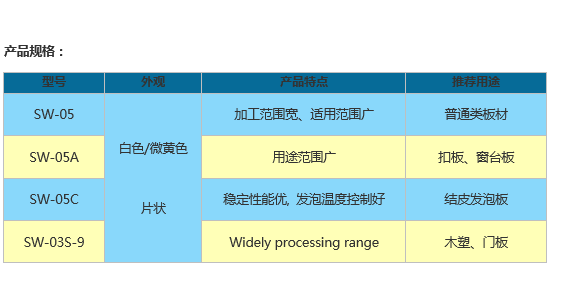 产品规格：
型号 外观 产品特点 推荐用途
SW-05 加工范围宽、适用范围广 普通类板材
白色/微黄色
SW-05A 用途范围广 扣板、窗台板
SW-05C 稳定性能优, 发泡温度控制好 结皮发泡板
片状
SW-03S-9 Widely processing range 木塑、门板